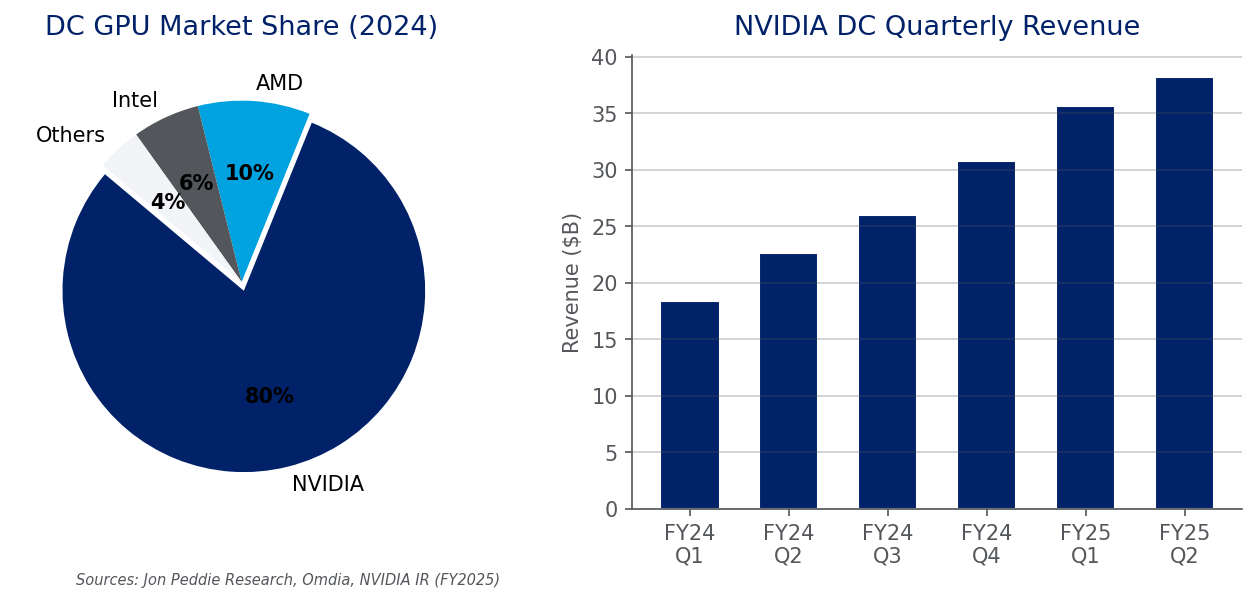 DC GPU Market Share (2024)
AMD
Intel
Others
10%
6%
4%
80%
NVIDIA
Sources: Jon Peddie Research, Omdia, NVIDIA IR (FY2025)
NVIDIA DC Quarterly Revenue
Revenue ($B)
40
35
30
25
20
15
10
5
0
FY24 Q1
FY24 Q2
FY24 Q3
FY24 Q4
FY25 Q1
FY25 Q2